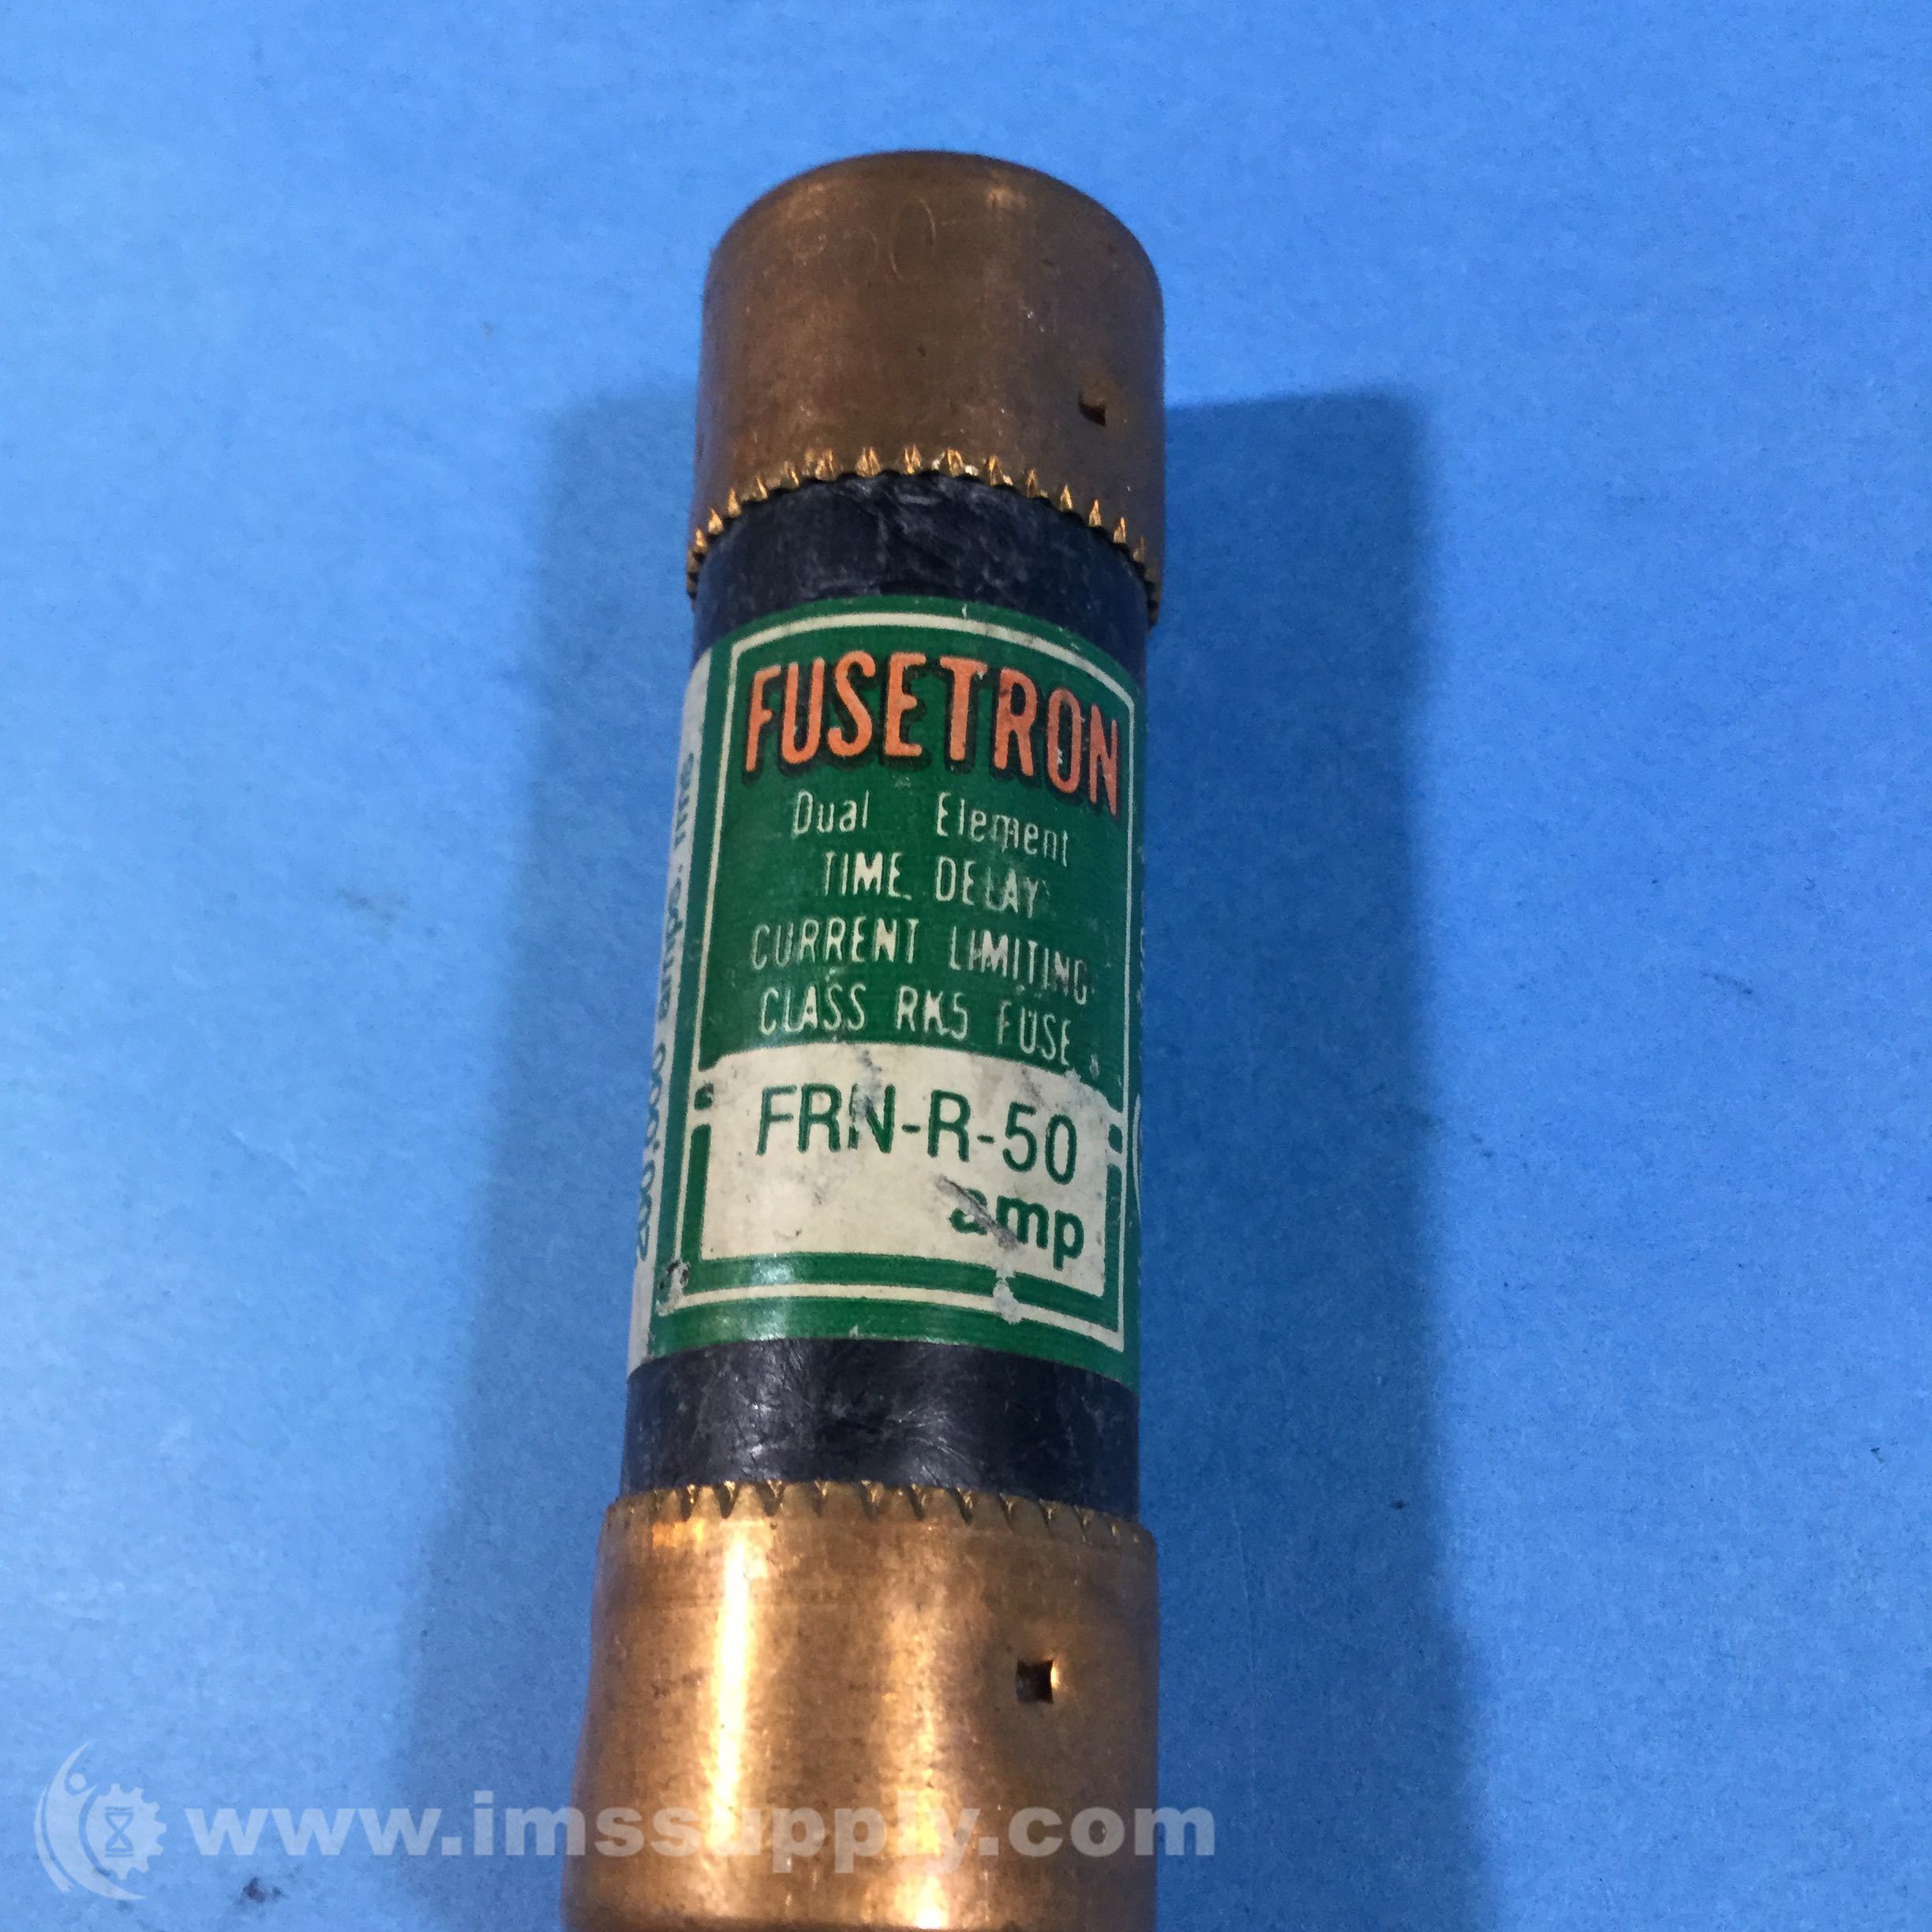 FUSETRON
Dual Element
TIME DELAY
CURRENT LIMITING
CLASS RK5 FUSE
FRN-R-50
amp
www.imssupply.com